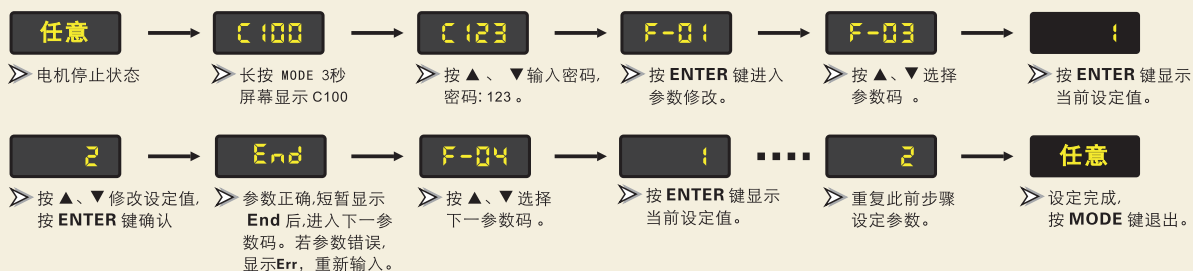 任意
C100
C123
F-01
F-03
1
电机停止状态
长按 MODE 3秒
屏幕显示 C100
按 ▲、▼输入密码,
密码: 123 。
按 ENTER 键进入
参数修改。
按 ▲、▼ 选择
参数码 。
按 ENTER 键显示
当前设定值。
2
End
F-04
1
2
任意
按 ▲、▼ 修改设定值,
按 ENTER 键确认
参数正确,短暂显示
End 后,进入下一参
数码。若参数错误,
显示Err，重新输入。
按 ▲、▼ 选择
下一参数码 。
按 ENTER 键显示
当前设定值。
重复此前步骤
设定参数。
设定完成,
按 MODE 键退出。